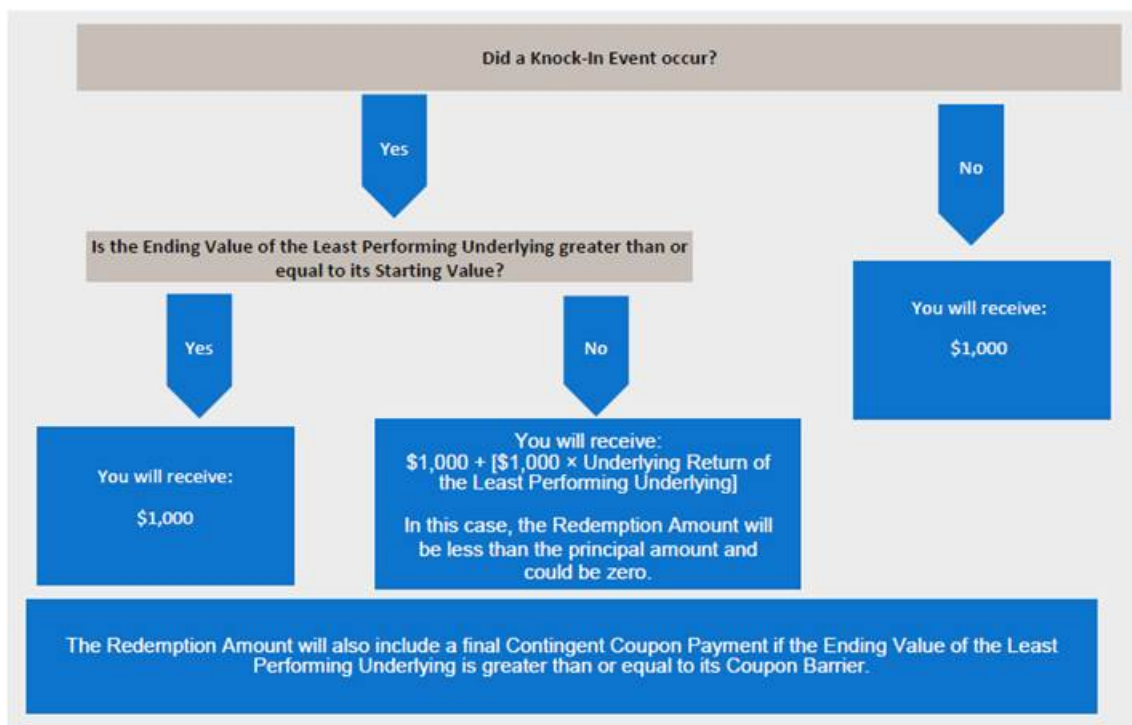 Did a Knock-In Event occur?
Yes
No
Is the Ending Value of the Least Performing Underlying greater than or
equal to its Starting Value?
You will receive:
$1,000
Yes
No
You will receive:
$1,000
You will receive:
$1,000 + [$1,000 × Underlying Return of
the Least Performing Underlying]
In this case, the Redemption Amount will
be less than the principal amount and
could be zero.
The Redemption Amount will also include a final Contingent Coupon Payment if the Ending Value of the Least
Performing Underlying is greater than or equal to its Coupon Barrier.